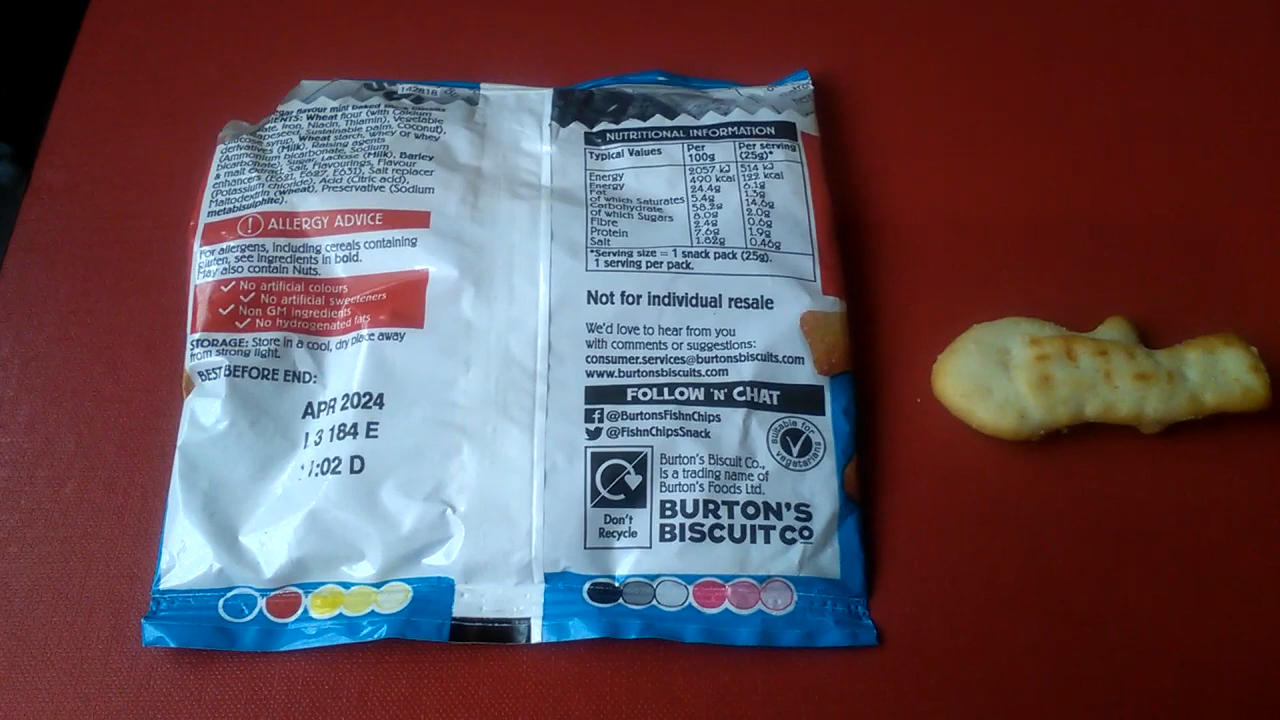 142818
flavour mini baked
ENTS: Wheat flour (with Calcium
Iron, Niacin, Thiamin), Vegetable
Sustainable palm, Coconut),
Glucose syrup, Wheat starch, Whey or whey
derivatives (Milk), Raising agents
(Ammonium bicarbonate, Sodium
bicarbonate), Sugar, Lactose (Milk), Barley
& malt extract, Salt, Flavourings, Flavour
enhancers (E621, E627, E631), Salt replacer
(Potassium chloride), Acid (Citric acid),
Maltodextrin (Wheat), Preservative (Sodium
metabisulphite).
ALLERGY ADVICE
For allergens, including cereals containing
gluten, see ingredients in bold.
May also contain Nuts.
No artificial colours
No artificial sweeteners
Non GM ingredients
No hydrogenated fats
STORAGE: Store in a cool, dry place away
from strong light.
BEST BEFORE END:
APR 2024
3 184 E
:02 D
NUTRITIONAL INFORMATION
Typical Values Per 100g Per serving (25g)*
Energy 2057 kJ 514 kJ
Energy 490 kcal 122 kcal
Fat 24.4g 6.1g
of which Saturates 5.4g 1.3g
Carbohydrate 58.2g 14.6g
of which Sugars 8.0g 2.0g
Fibre 2.4g 0.6g
Protein 7.6g 1.9g
Salt 1.82g 0.46g
*Serving size = 1 snack pack (25g).
1 serving per pack.
Not for individual resale
We'd love to hear from you
with comments or suggestions:
consumer.services@burtonsbiscuits.com
www.burtonsbiscuits.com
FOLLOW 'N' CHAT
@BurtonsFishnChips
@FishnChipsSnack
suitable for vegetarians
Burton's Biscuit Co.,
is a trading name of
Burton's Foods Ltd.
Don't
Recycle
BURTON'S
BISCUIT CO